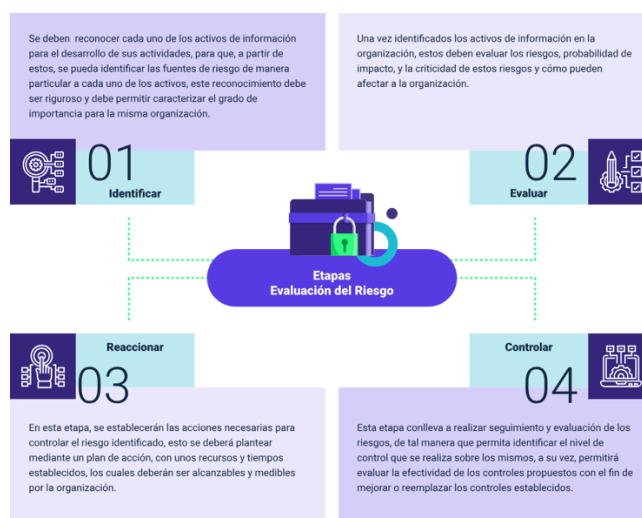 Se deben reconocer cada uno de los activos de información
para el desarrollo de sus actividades, para que, a partir de
estos, se pueda identificar las fuentes de riesgo de manera
particular a cada uno de los activos, este reconocimiento debe
ser riguroso y debe permitir caracterizar el grado de
importancia para la misma organización.
01
Identificar
Una vez identificados los activos de información en la
organización, estos deben evaluar los riesgos, probabilidad de
impacto, y la criticidad de estos riesgos y cómo pueden
afectar a la organización.
02
Evaluar
Etapas
Evaluación del Riesgo
Reaccionar
03
En esta etapa, se establecerán las acciones necesarias para
controlar el riesgo identificado, esto se deberá plantear
mediante un plan de acción, con unos recursos y tiempos
establecidos, los cuales deberán ser alcanzables y medibles
por la organización.
Controlar
04
Esta etapa conlleva a realizar seguimiento y evaluación de los
riesgos, de tal manera que permita identificar el nivel de
control que se realiza sobre los mismos, a su vez, permitirá
evaluar la efectividad de los controles propuestos con el fin de
mejorar o reemplazar los controles establecidos.